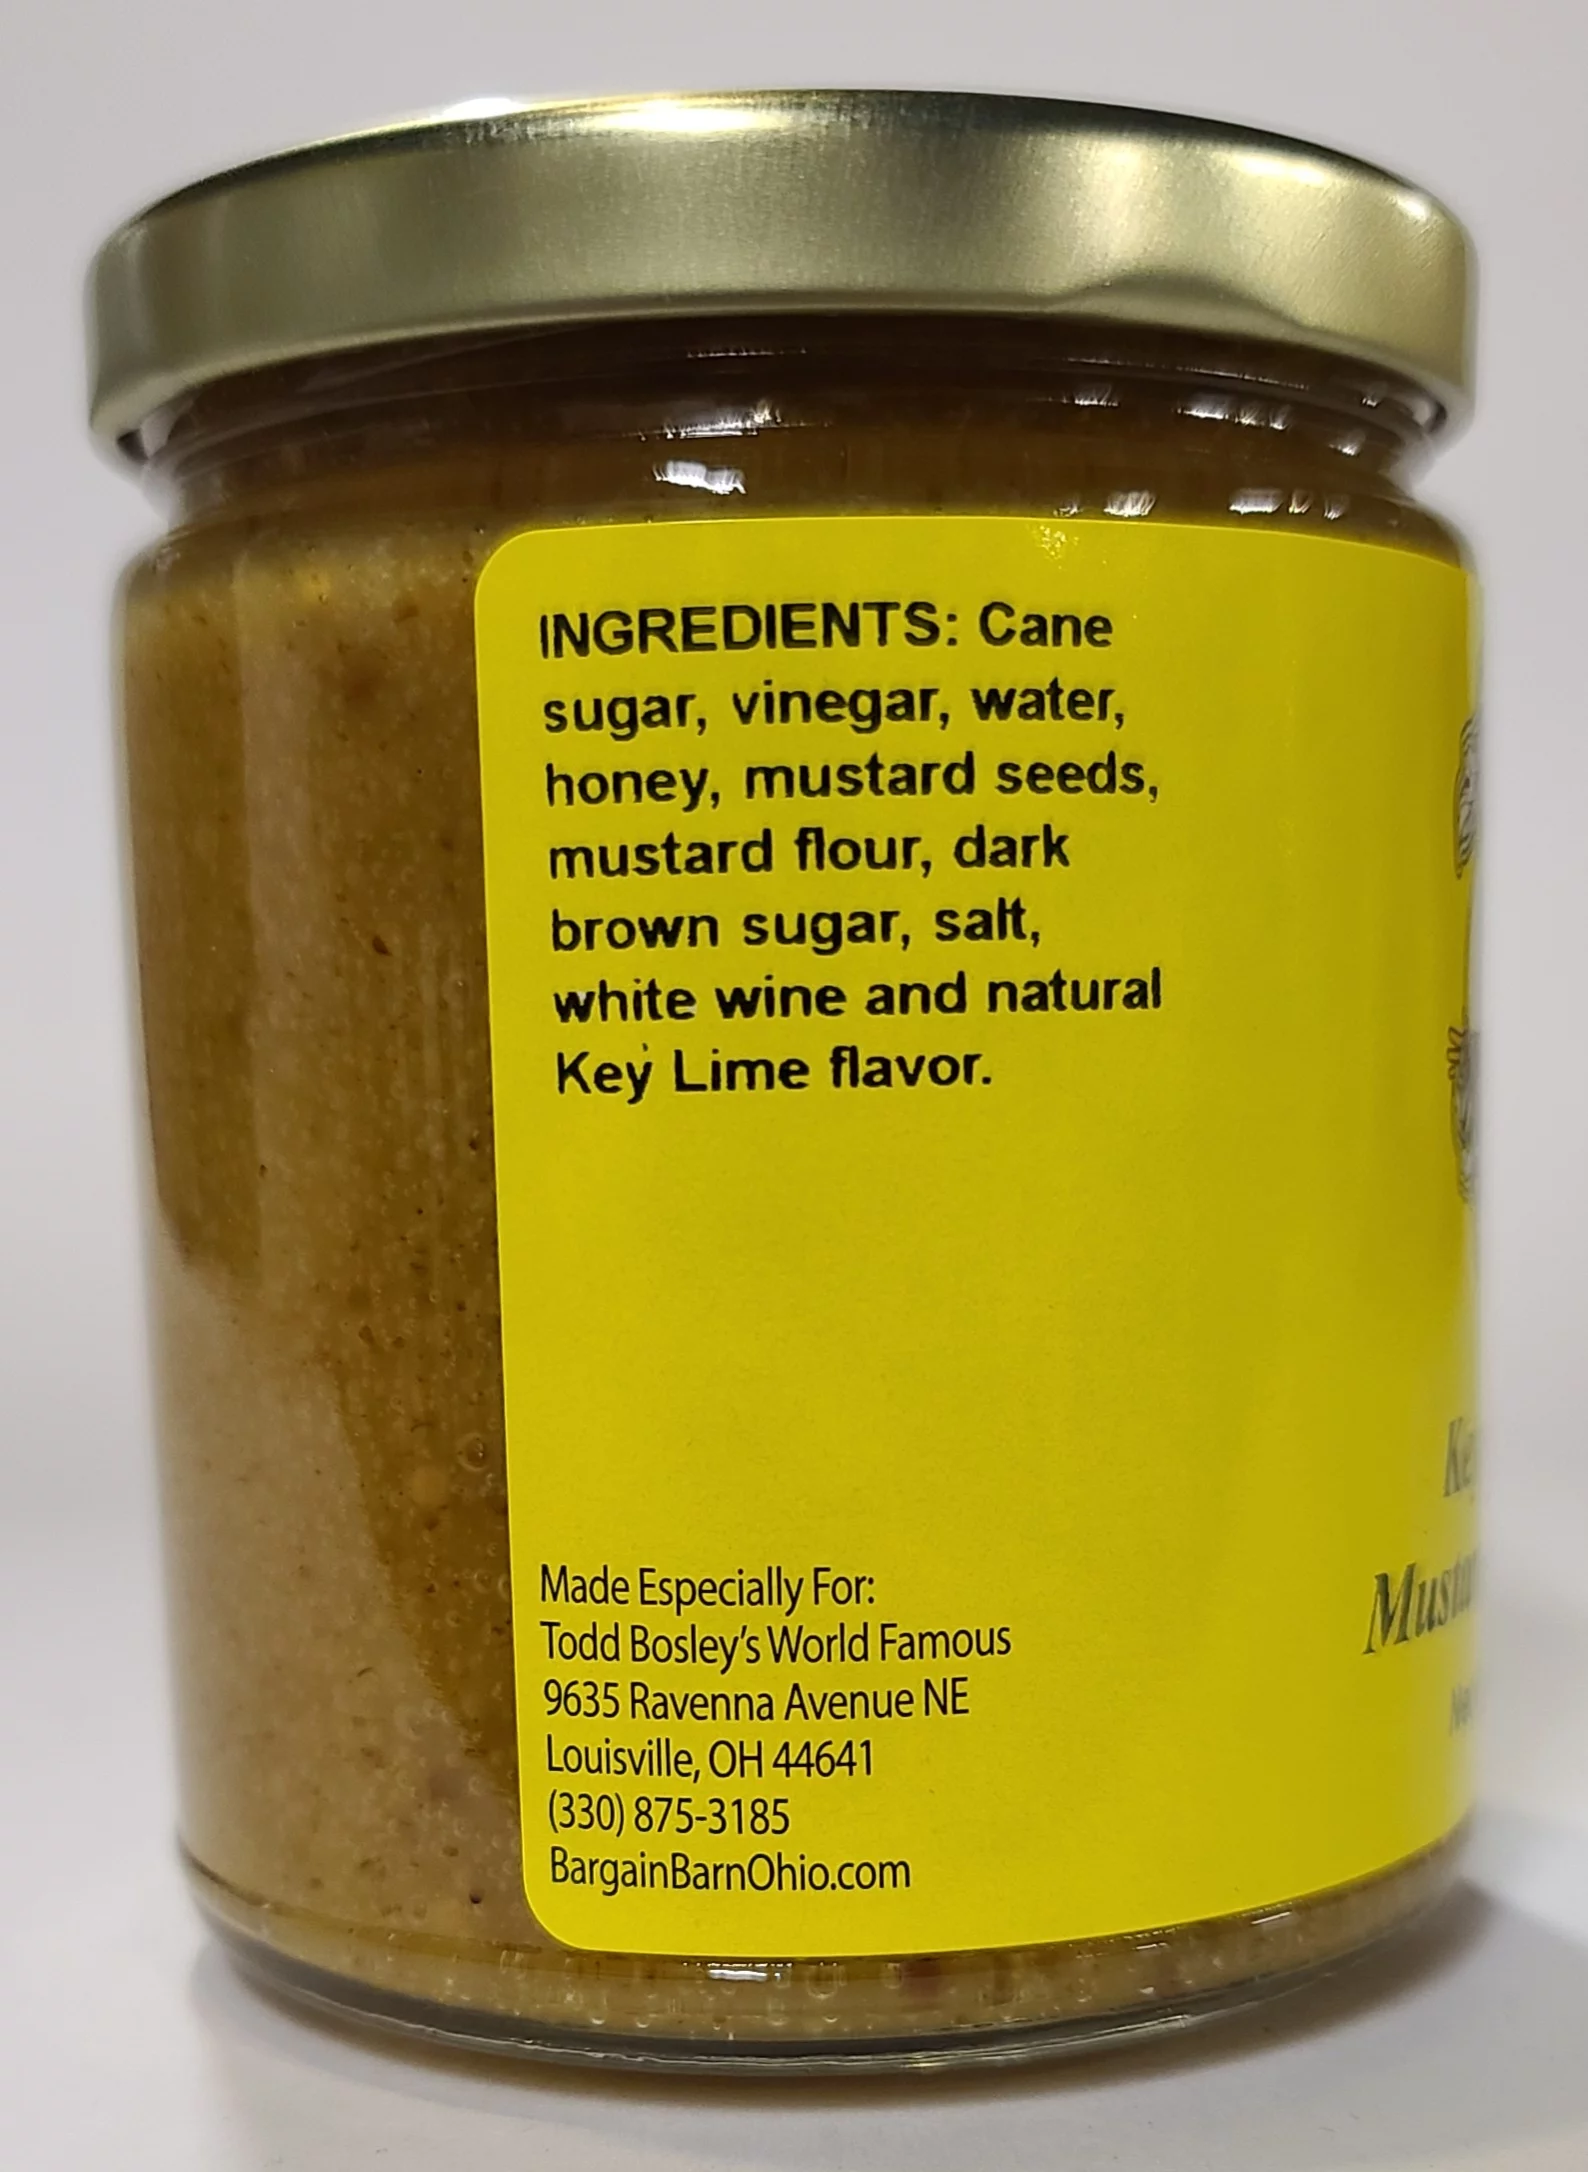 INGREDIENTS: Cane
sugar, vinegar, water,
honey, mustard seeds,
mustard flour, dark
brown sugar, salt,
white wine and natural
Key Lime flavor.
Made Especially For:
Todd Bosley's World Famous
9635 Ravenna Avenue NE
Louisville, OH 44641
(330) 875-3185
BargainBarnOhio.com